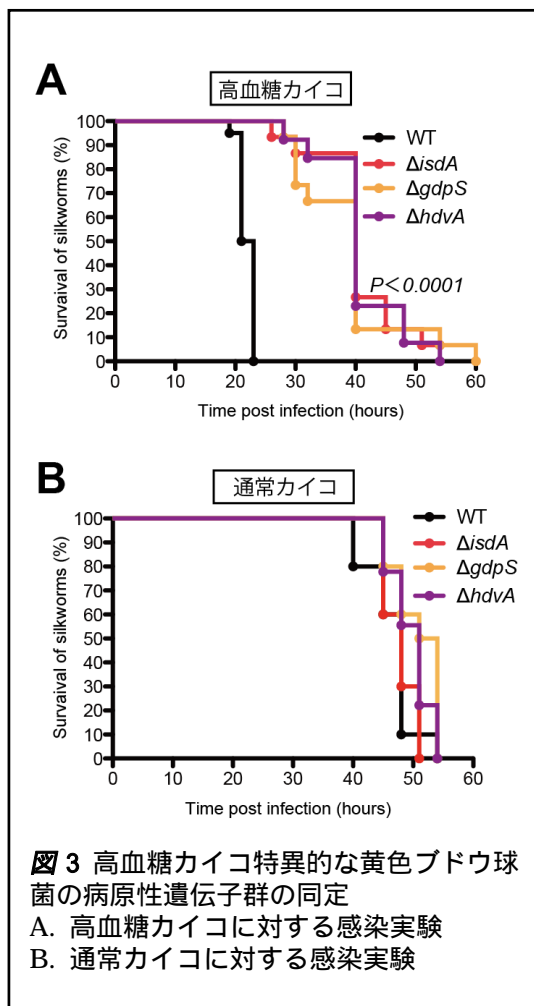 A
高血糖カイコ
100
90
80
70
60
50
40
30
20
10
0
Survaival of silkworms (%)
WT
ΔisdA
ΔgdpS
ΔhdvA
P＜0.0001
0 10 20 30 40 50 60
Time post infection (hours)
B
通常カイコ
100
90
80
70
60
50
40
30
20
10
0
Survaival of silkworms (%)
WT
ΔisdA
ΔgdpS
ΔhdvA
0 10 20 30 40 50 60
Time post infection (hours)
図 3 高血糖カイコ特異的な黄色ブドウ球
菌の病原性遺伝子群の同定
A. 高血糖カイコに対する感染実験
B. 通常カイコに対する感染実験